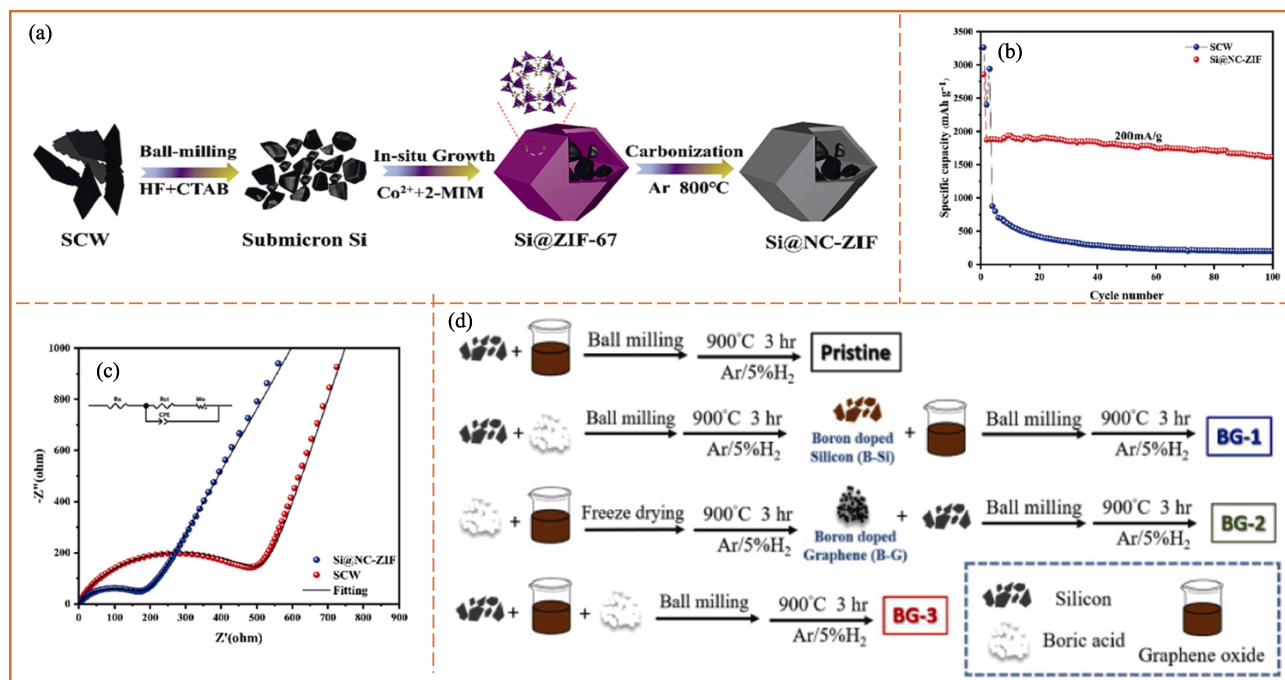 (a)
Ball-milling
HF+CTAB
In-situ Growth
Co²⁺+2-MIM
Carbonization
Ar 800°C
SCW
Submicron Si
Si@ZIF-67
Si@NC-ZIF
(b)
SCW
Si@NC-ZIF
200mA/g
Specific capacity (mAh g⁻¹)
3500
3000
2500
2000
1500
1000
500
0
0 20 40 60 80 100
Cycle number
(c)
Rs
Rct
Wo
CPE
Si@NC-ZIF
SCW
Fitting
-Z''(ohm)
1000
800
600
400
200
0
0 100 200 300 400 500 600 700 800 900
Z'(ohm)
(d)
+ Ball milling 900°C 3 hr Pristine
Ar/5%H₂
+ Ball milling 900°C 3 hr + Ball milling 900°C 3 hr BG-1
Ar/5%H₂ Boron doped Ar/5%H₂
Silicon (B-Si)
+ Freeze drying 900°C 3 hr + Ball milling 900°C 3 hr BG-2
Ar/5%H₂ Boron doped Ar/5%H₂
Graphene (B-G)
+ + Ball milling 900°C 3 hr BG-3
Ar/5%H₂
Silicon
Boric acid
Graphene oxide